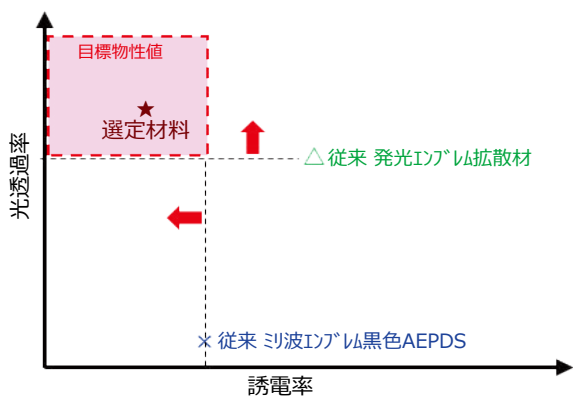 目標物性値
★
選定材料
光透過率
△従来 発光ｴﾝﾌﾞﾚﾑ拡散材
×従来 ﾐﾘ波ｴﾝﾌﾞﾚﾑ黒色AEPDS
誘電率